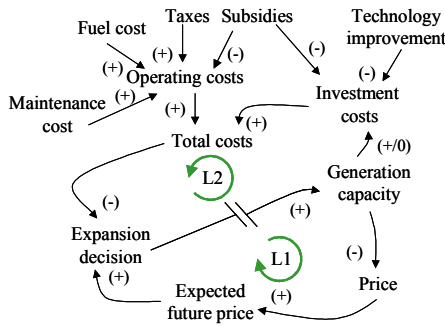 Taxes
Subsidies
Technology
improvement
Fuel cost
(+)
(-)
(-)
(+)
Operating costs
(-)
(+)
Maintenance
cost
(+)
Investment
costs
(+)
(+)
Total costs
(+/0)
L2
Generation
capacity
(-)
(+)
Expansion
decision
L1
(-)
(+)
(+)
Price
Expected
future price